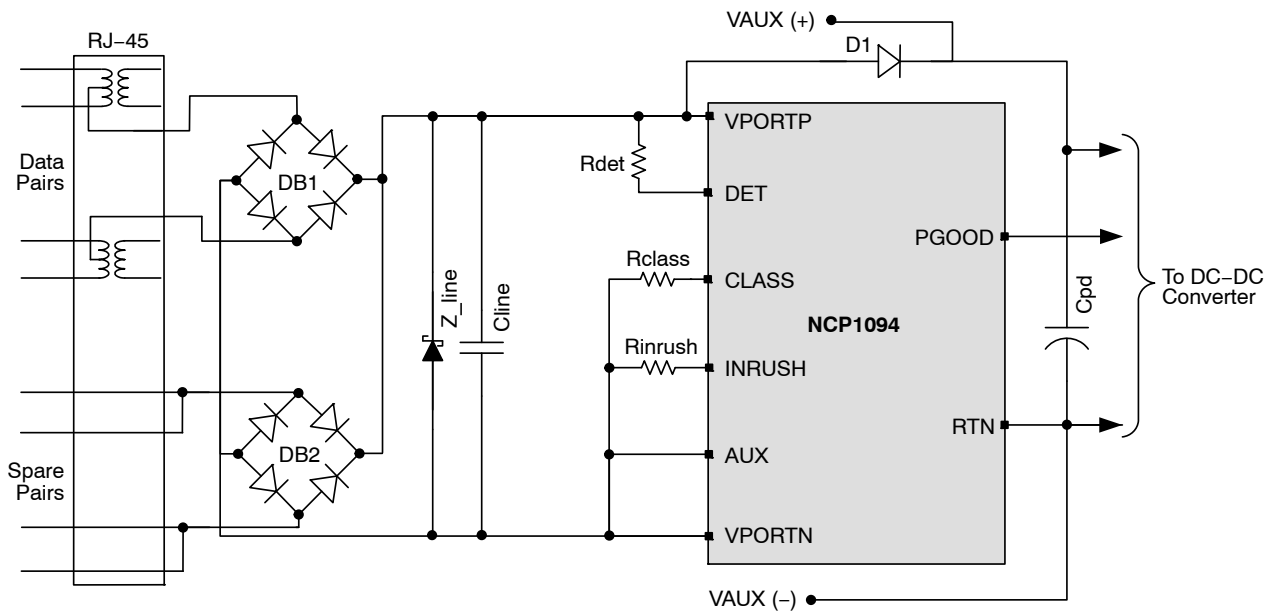 VAUX (+)
D1
RJ–45
VPORTP
Data
Pairs
DB1
Rdet
DET
PGOOD
Rclass
CLASS
To DC–DC
Converter
Z_line
Cline
Cpd
NCP1094
Rinrush
INRUSH
RTN
DB2
AUX
Spare
Pairs
VPORTN
VAUX (–)